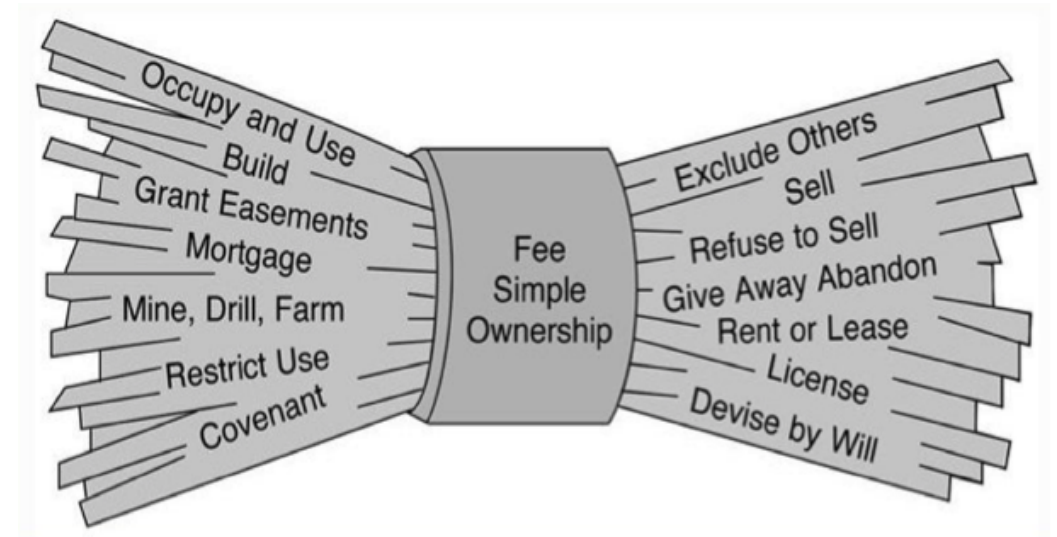 Occupy and Use
Build
Grant Easements
Mortgage
Mine, Drill, Farm
Restrict Use
Covenant
Fee
Simple
Ownership
Exclude Others
Sell
Refuse to Sell
Give Away Abandon
Rent or Lease
License
Devise by Will